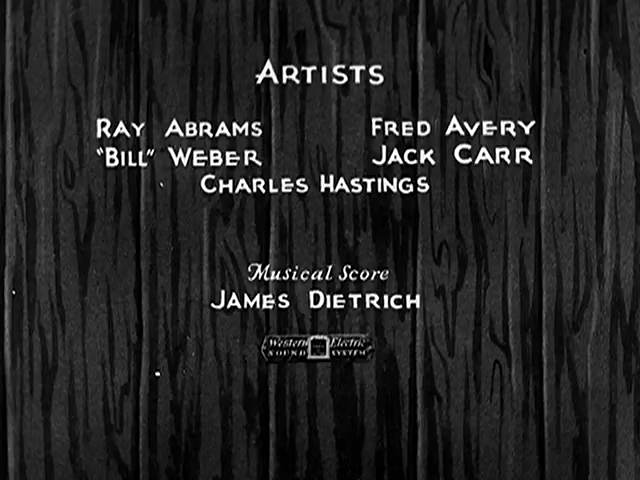 ARTISTS
RAY ABRAMS FRED AVERY
"BILL" WEBER JACK CARR
CHARLES HASTINGS
Musical Score
JAMES DIETRICH
Western Electric
SOUND SYSTEM